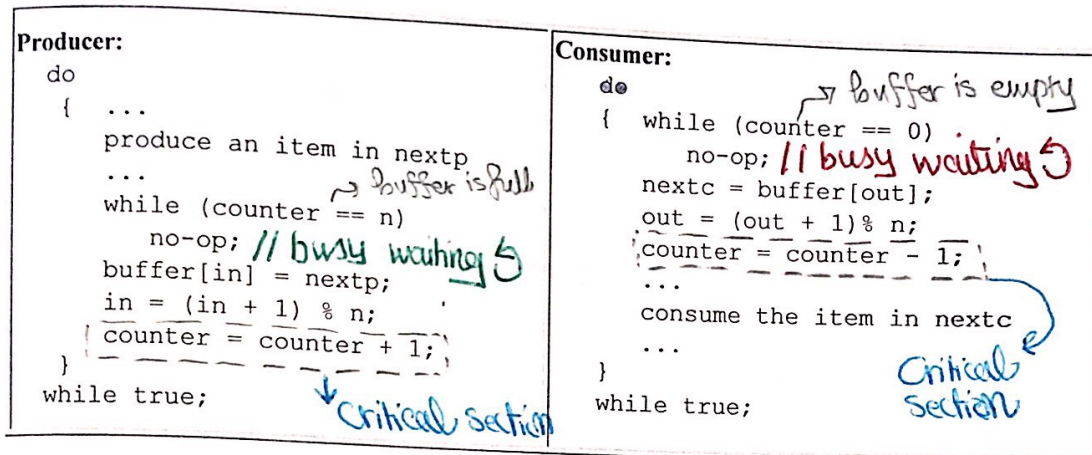 Producer:
do
{ ...
produce an item in nextp
...
→ buffer is full
while (counter == n)
no-op; // busy waiting
buffer[in] = nextp;
in = (in + 1) % n;
counter = counter + 1;
}
while true;
Critical section
Consumer:
do
→ buffer is empty
{ while (counter == 0)
no-op; // busy waiting
nextc = buffer[out];
out = (out + 1)% n;
counter = counter - 1;
...
consume the item in nextc
...
}
while true;
Critical
section